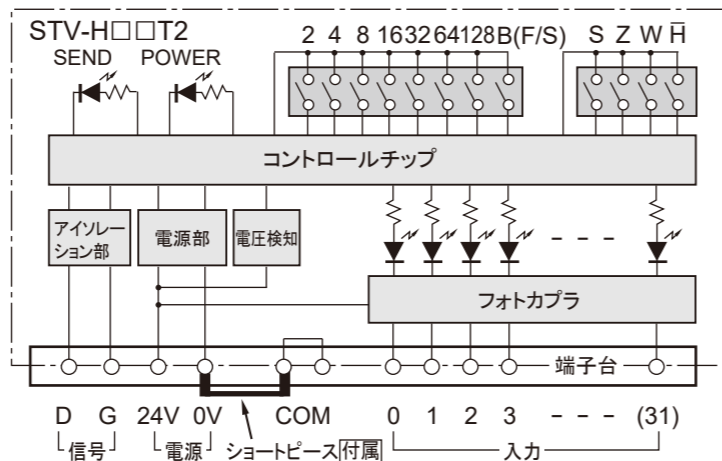 STV-H□□T2
SEND POWER
2 4 8 16 32 64 128 B(F/S)
S Z W H̅
コントロールチップ
アイソレー
ション部
電源部
電圧検知
フォトカプラ
端子台
D G 24V 0V COM 0 1 2 3 - - - (31)
信号 電源 ショートピース付属 入力